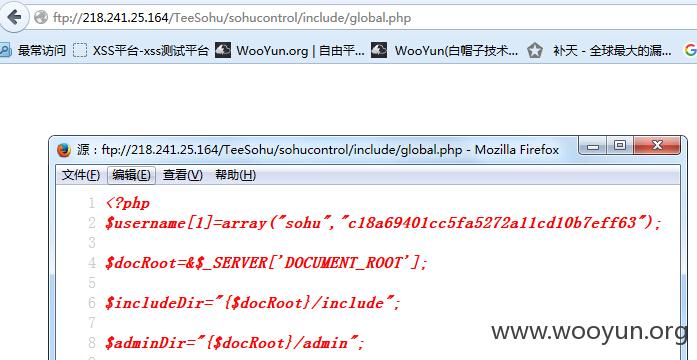 ftp://218.241.25.164/TeeSohu/sohucontrol/include/global.php
最常访问 XSS平台-xss测试平台 WooYun.org | 自由平... WooYun(白帽子技术... 补天 - 全球最大的漏... G
源：ftp://218.241.25.164/TeeSohu/sohucontrol/include/global.php - Mozilla Firefox
文件(F) 编辑(E) 查看(V) 帮助(H)
1 <?php
2 $username[1]=array("sohu","c18a69401cc5fa5272a11cd10b7eff63");
3
4 $docRoot=&$_SERVER['DOCUMENT_ROOT'];
5
6 $includeDir="{$docRoot}/include";
7
8 $adminDir="{$docRoot}/admin";
www.wooyun.org